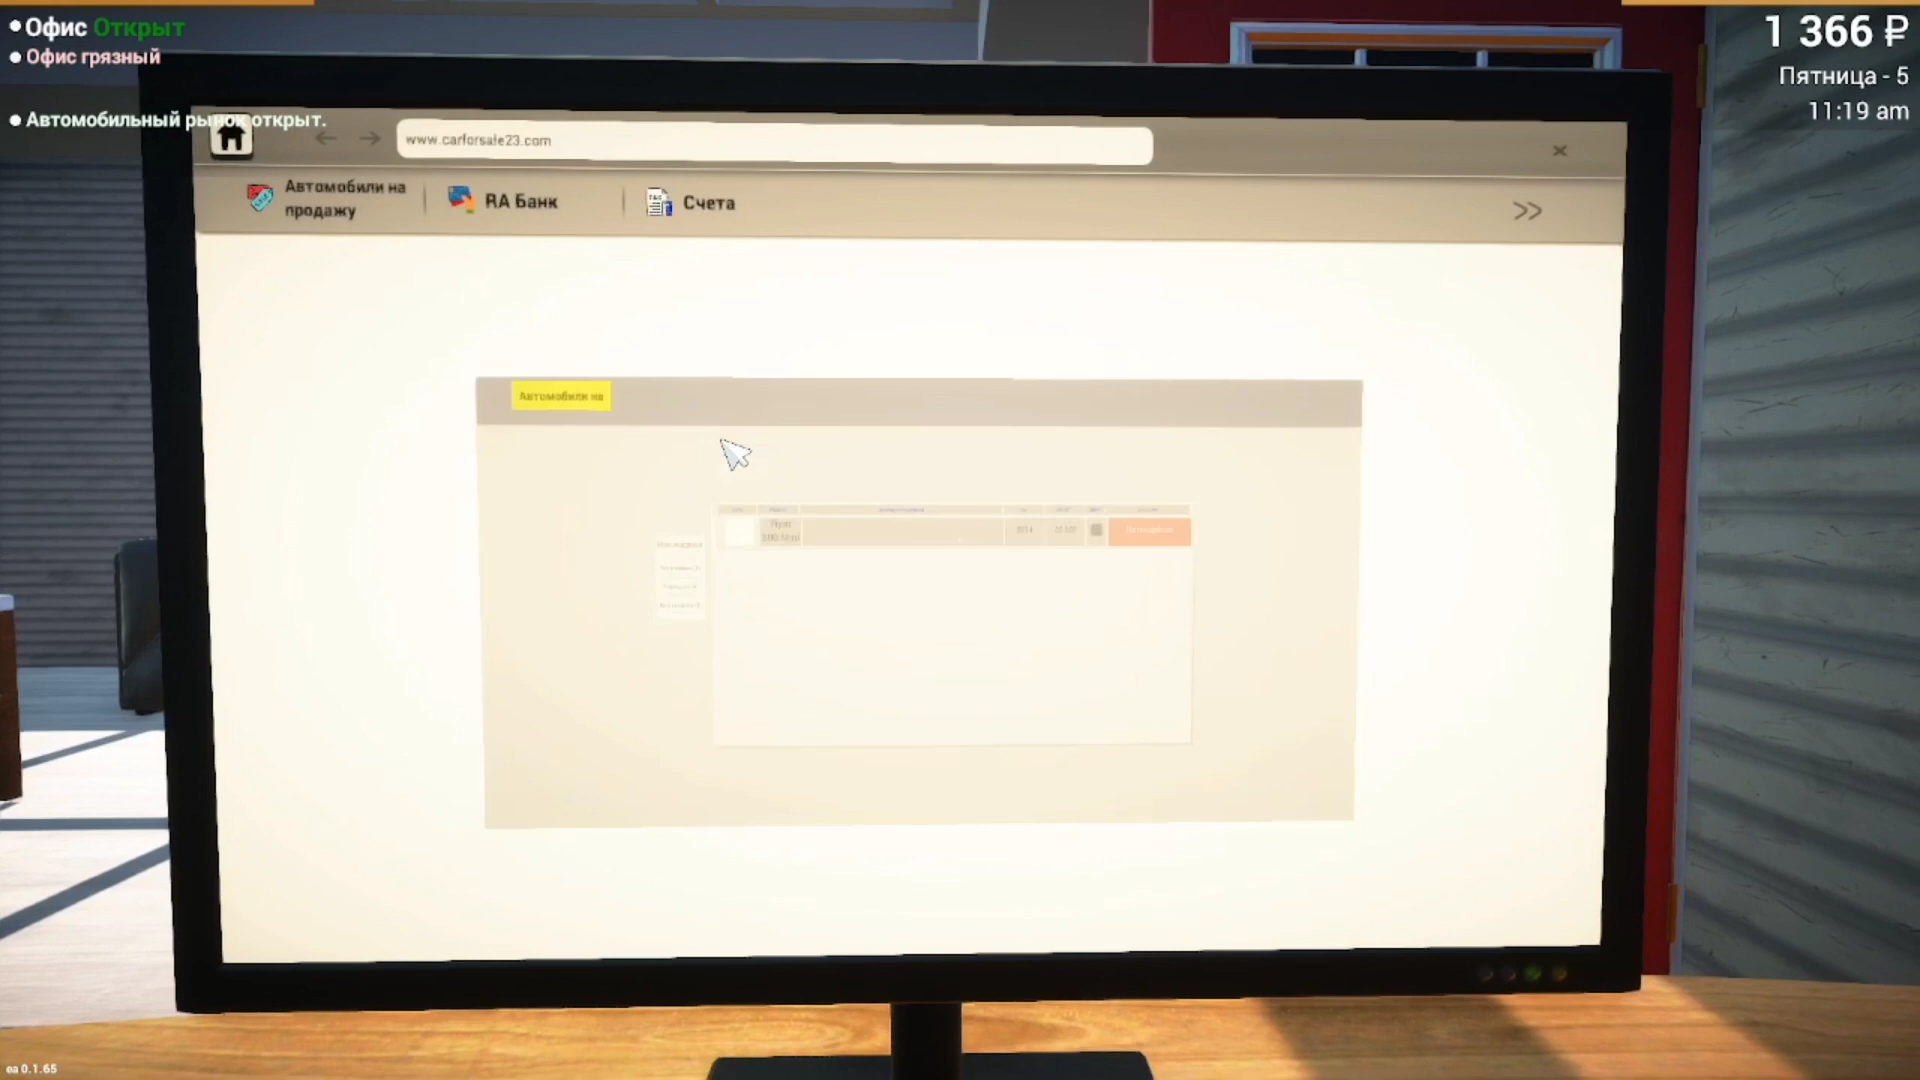 Офис Открыт
Офис грязный
Автомобильный рынок открыт.
1 366 ₽
Пятница - 5
11:19 am
www.carforsale23.com
Автомобили на
продажу
RA Банк
Счета
>>
Автомобили на
ea 0.1.65